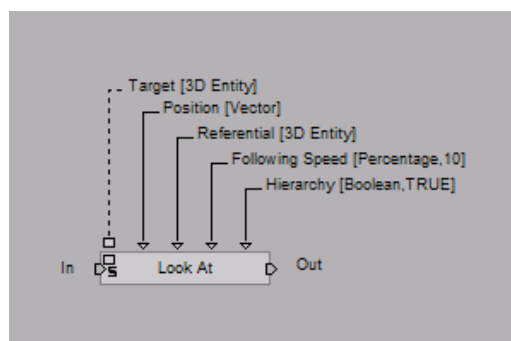 Target [3D Entity]
Position [Vector]
Referential [3D Entity]
Following Speed [Percentage,10]
Hierarchy [Boolean,TRUE]
In S Look At Out